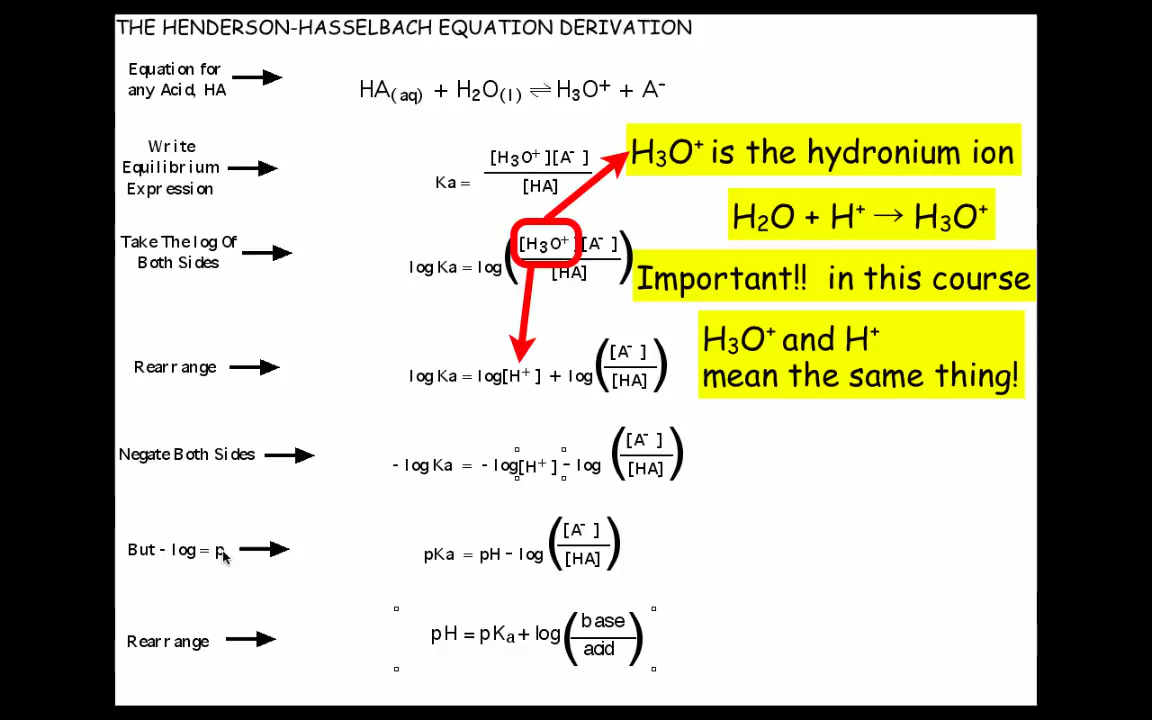 THE HENDERSON-HASSELBACH EQUATION DERIVATION
Equation for
any Acid, HA
HA(aq) + H₂O(l) ⇌ H₃O⁺ + A⁻
Write
Equilibrium
Expression
Ka = [H₃O⁺][A⁻]
[HA]
H₃O⁺ is the hydronium ion
H₂O + H⁺ → H₃O⁺
Take The log Of
Both Sides
log Ka = log ([H₃O⁺][A⁻]
[HA])
Important!! in this course
H₃O⁺ and H⁺
mean the same thing!
Rearrange
log Ka = log[H⁺] + log ([A⁻]
[HA])
Negate Both Sides
- log Ka = - log[H⁺] - log ([A⁻]
[HA])
But - log = p
pKa = pH - log ([A⁻]
[HA])
Rearrange
pH = pKₐ + log (base
acid)